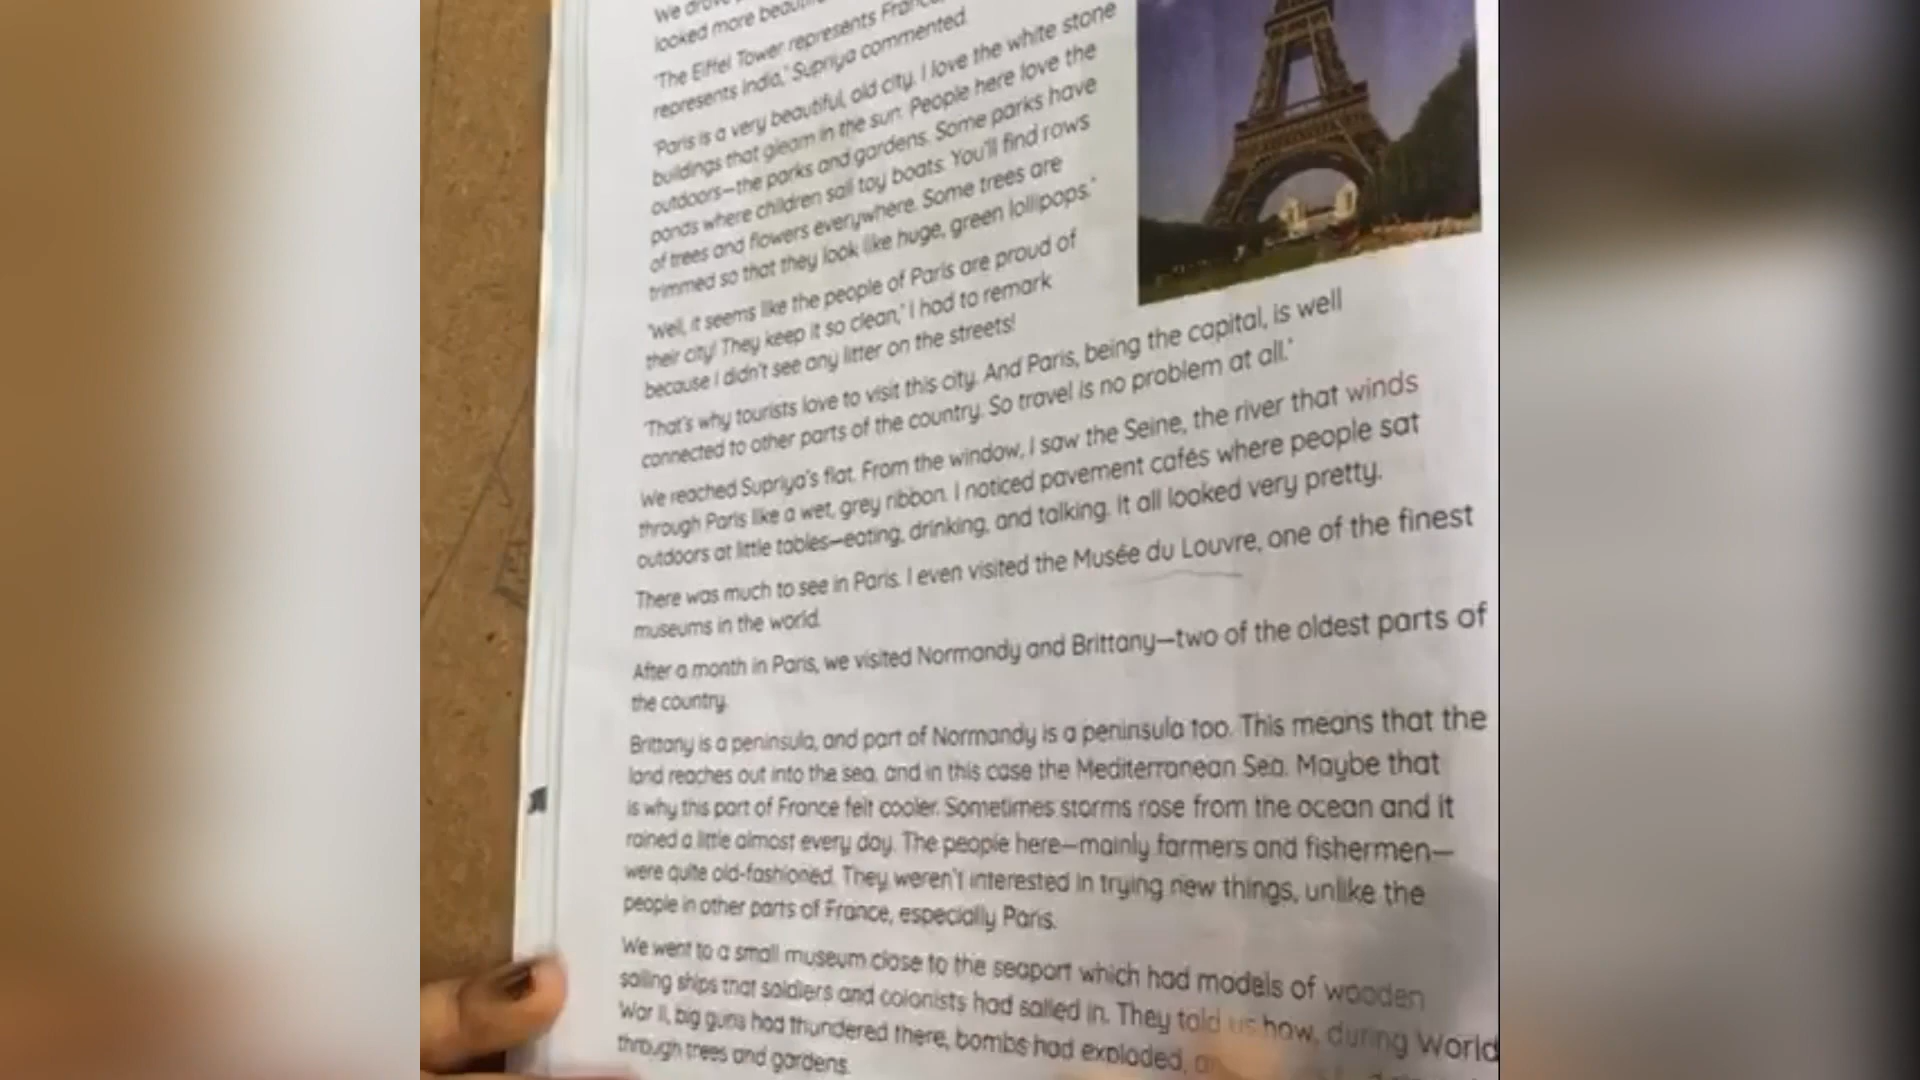 We drove
looked more beautiful
'The Eiffel Tower represents France,
represents India,' Supriya commented.
'Paris is a very beautiful, old city. I love the white stone
buildings that gleam in the sun. People here love the
outdoors—the parks and gardens. Some parks have
ponds where children sail toy boats. You'll find rows
of trees and flowers everywhere. Some trees are
trimmed so that they look like huge, green lollipops.'
'Well, it seems like the people of Paris are proud of
their city! They keep it so clean,' I had to remark
because I didn't see any litter on the streets!
'That's why tourists love to visit this city. And Paris, being the capital, is well
connected to other parts of the country. So travel is no problem at all.'
We reached Supriya's flat. From the window, I saw the Seine, the river that winds
through Paris like a wet, grey ribbon. I noticed pavement cafés where people sat
outdoors at little tables—eating, drinking, and talking. It all looked very pretty.
There was much to see in Paris. I even visited the Musée du Louvre, one of the finest
museums in the world.
After a month in Paris, we visited Normandy and Brittany—two of the oldest parts of
the country.
Brittany is a peninsula, and part of Normandy is a peninsula too. This means that the
land reaches out into the sea, and in this case the Mediterranean Sea. Maybe that
is why this part of France felt cooler. Sometimes storms rose from the ocean and it
rained a little almost every day. The people here—mainly farmers and fishermen—
were quite old-fashioned. They weren't interested in trying new things, unlike the
people in other parts of France, especially Paris.
We went to a small museum close to the seaport which had models of wooden
sailing ships that soldiers and colonists had sailed in. They told us how, during World
War II, big guns had thundered there, bombs had exploded,
through trees and gardens.